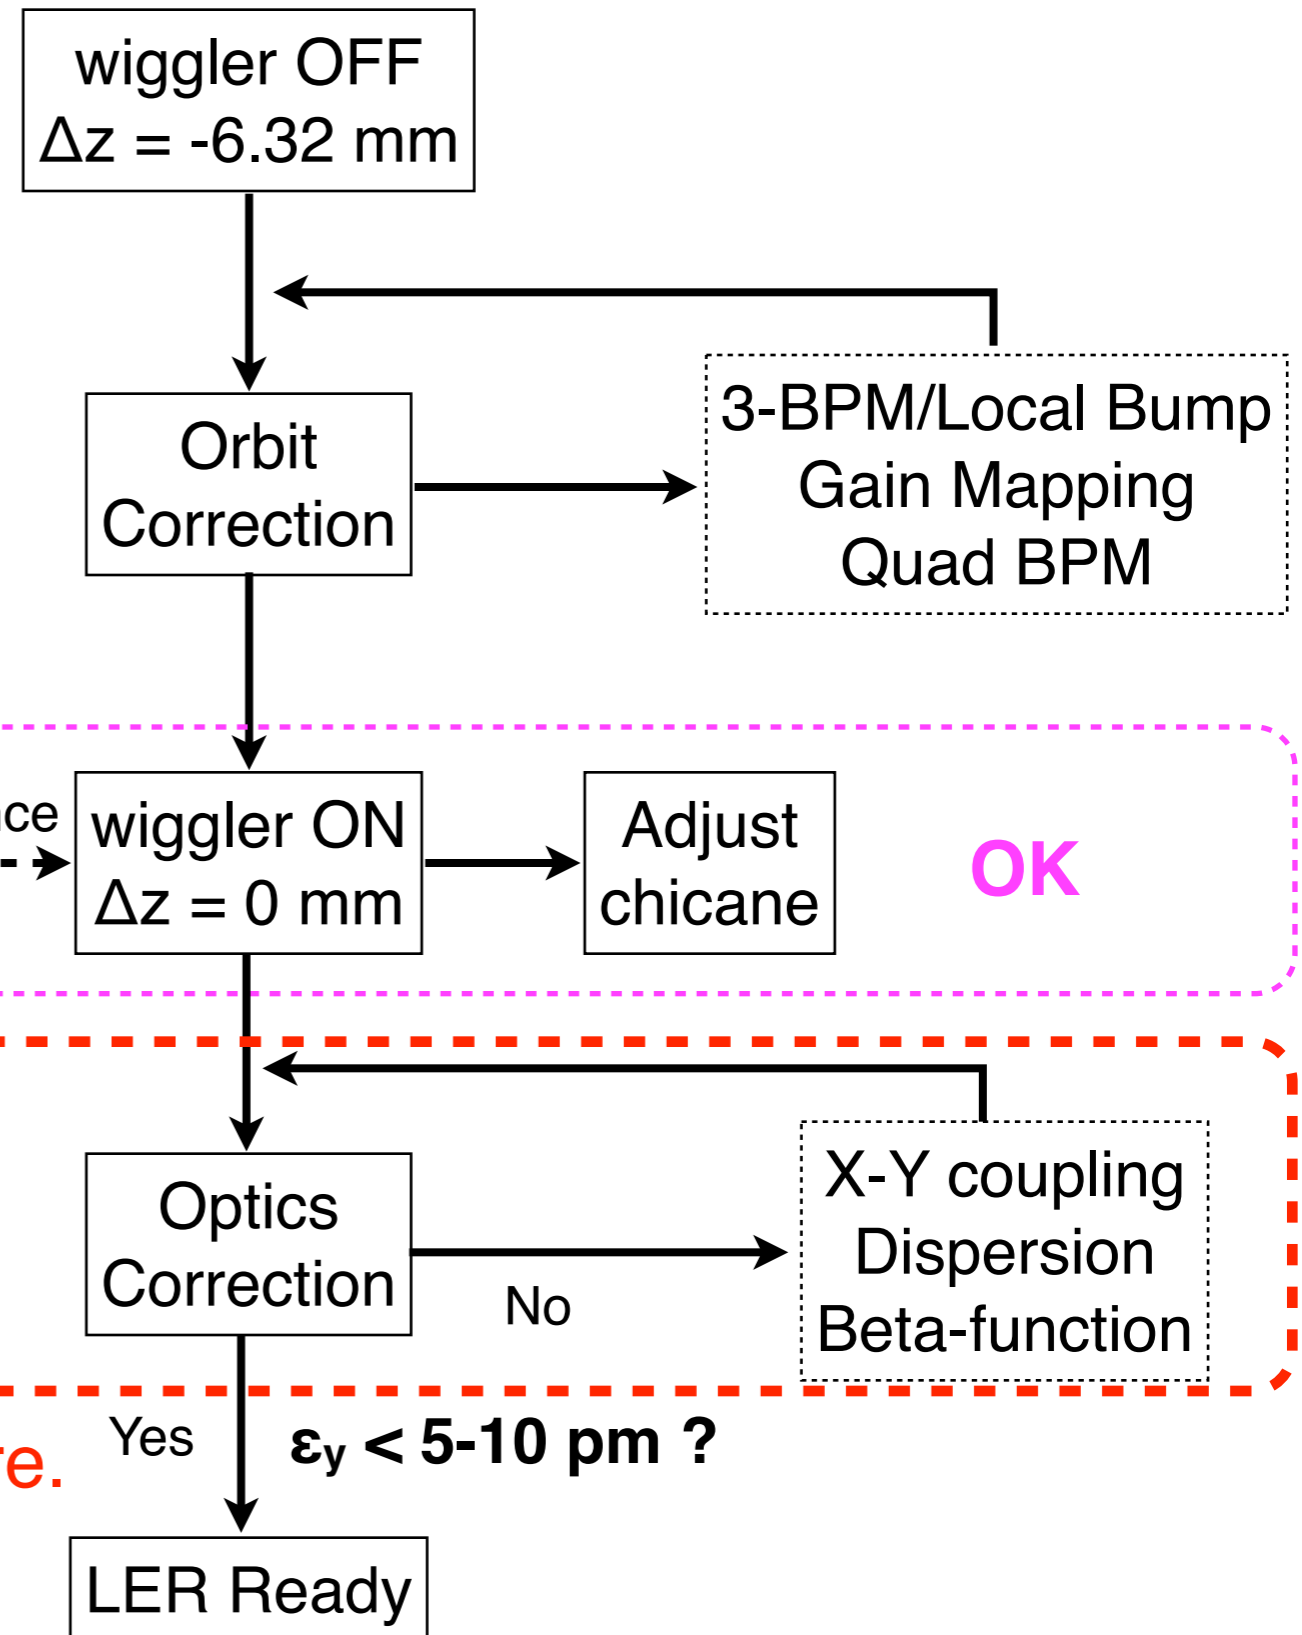 wiggler OFF
Δz = -6.32 mm
Orbit
Correction
3-BPM/Local Bump
Gain Mapping
Quad BPM
wiggler ON
Δz = 0 mm
Adjust
chicane
OK
Optics
Correction
No
X-Y coupling
Dispersion
Beta-function
Yes
εy < 5-10 pm ?
LER Ready